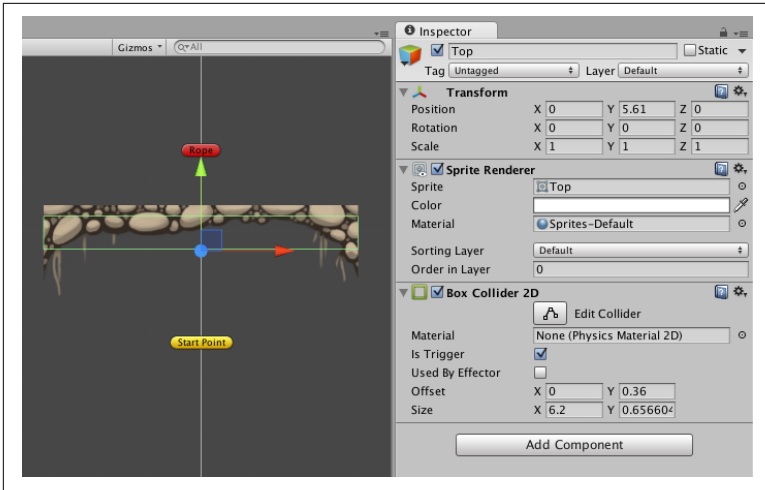 Gizmos
All
Rope
Start Point
Inspector
Top
Static
Tag Untagged Layer Default
Transform
Position X 0 Y 5.61 Z 0
Rotation X 0 Y 0 Z 0
Scale X 1 Y 1 Z 1
Sprite Renderer
Sprite Top
Color
Material Sprites-Default
Sorting Layer Default
Order in Layer 0
Box Collider 2D
Edit Collider
Material None (Physics Material 2D)
Is Trigger
Used By Effector
Offset X 0 Y 0.36
Size X 6.2 Y 0.656604
Add Component